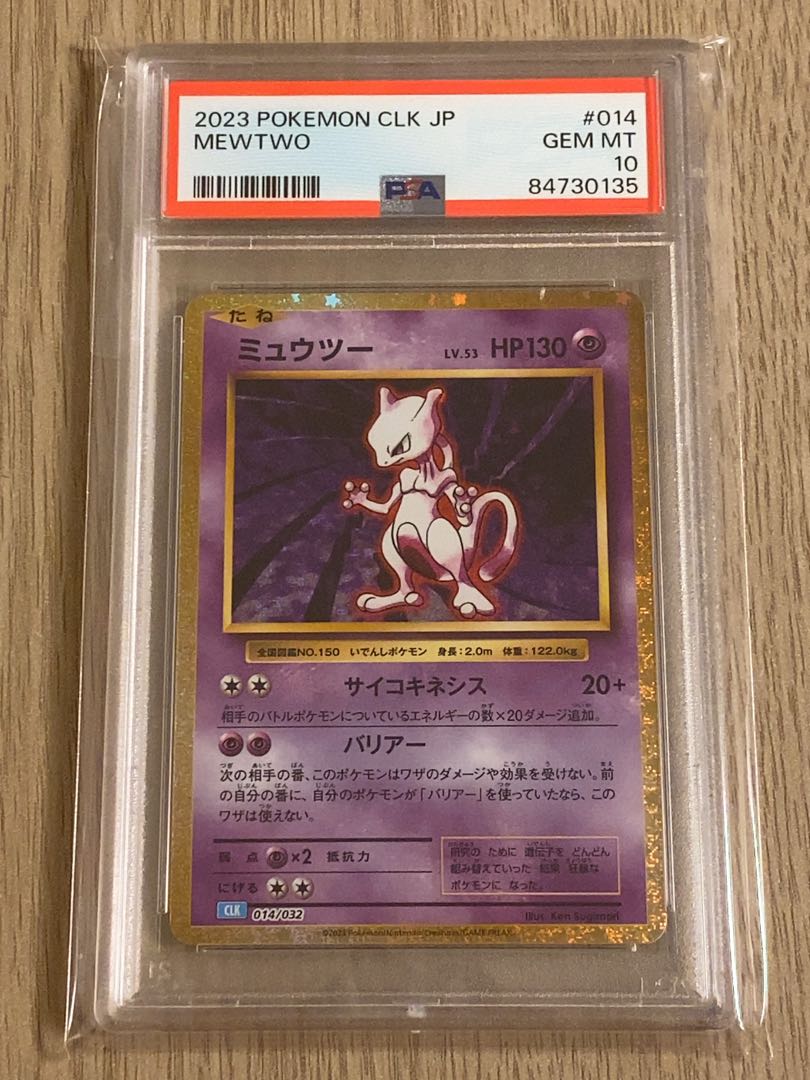 2023 POKEMON CLK JP #014
MEWTWO GEM MT
10
PSA 84730135
たね
ミュウツー LV.53 HP130
全国図鑑NO.150 いでんしポケモン 身長:2.0m 体重:122.0kg
サイコキネシス 20+
相手のバトルポケモンについているエネルギーの数×20ダメージ追加。
バリアー
次の相手の番、このポケモンはワザのダメージや効果を受けない。前
の自分の番に、自分のポケモンが「バリアー」を使っていたなら、この
ワザは使えない。
弱点 ×2 抵抗力
にげる
研究の ために 遺伝子を どんどん
組み替えていった 結果 狂暴な
ポケモンに なった。
CLK 014/032
Illus. Ken Sugimori
©2023 Pokémon/Nintendo/Creatures/GAME FREAK.